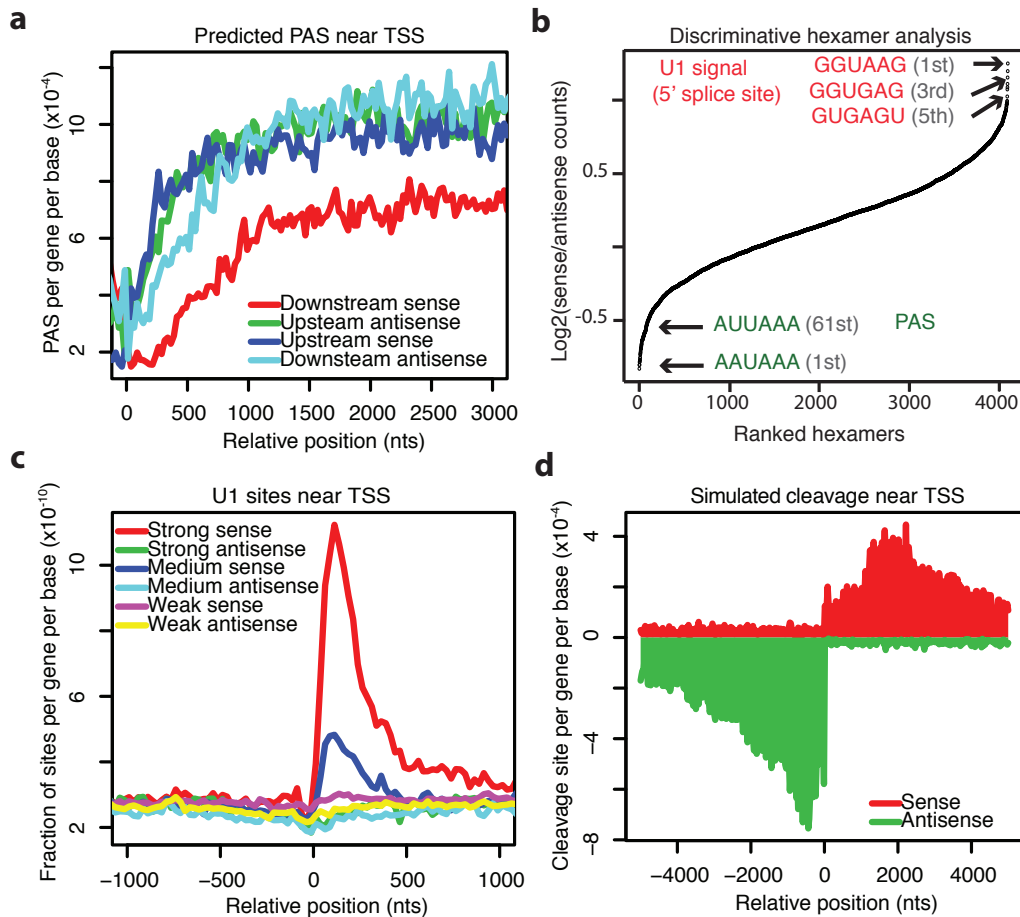 a
Predicted PAS near TSS
PAS per gene per base (x10-4)
10
6
2
Downstream sense
Upsteam antisense
Upstream sense
Downsteam antisense
0 500 1000 1500 2000 2500 3000
Relative position (nts)
b
Discriminative hexamer analysis
U1 signal
(5' splice site)
GGUAAG (1st)
GGUGAG (3rd)
GUGAGU (5th)
Log2(sense/antisense counts)
0.5
-0.5
AUUAAA (61st) PAS
AAUAAA (1st)
0 1000 2000 3000 4000
Ranked hexamers
c
U1 sites near TSS
Fraction of sites per gene per base (x10-10)
10
6
2
Strong sense
Strong antisense
Medium sense
Medium antisense
Weak sense
Weak antisense
−1000 −500 0 500 1000
Relative position (nts)
d
Simulated cleavage near TSS
Cleavage site per gene per base (x10-4)
4
0
−4
−8
Sense
Antisense
−4000 −2000 0 2000 4000
Relative position (nts)